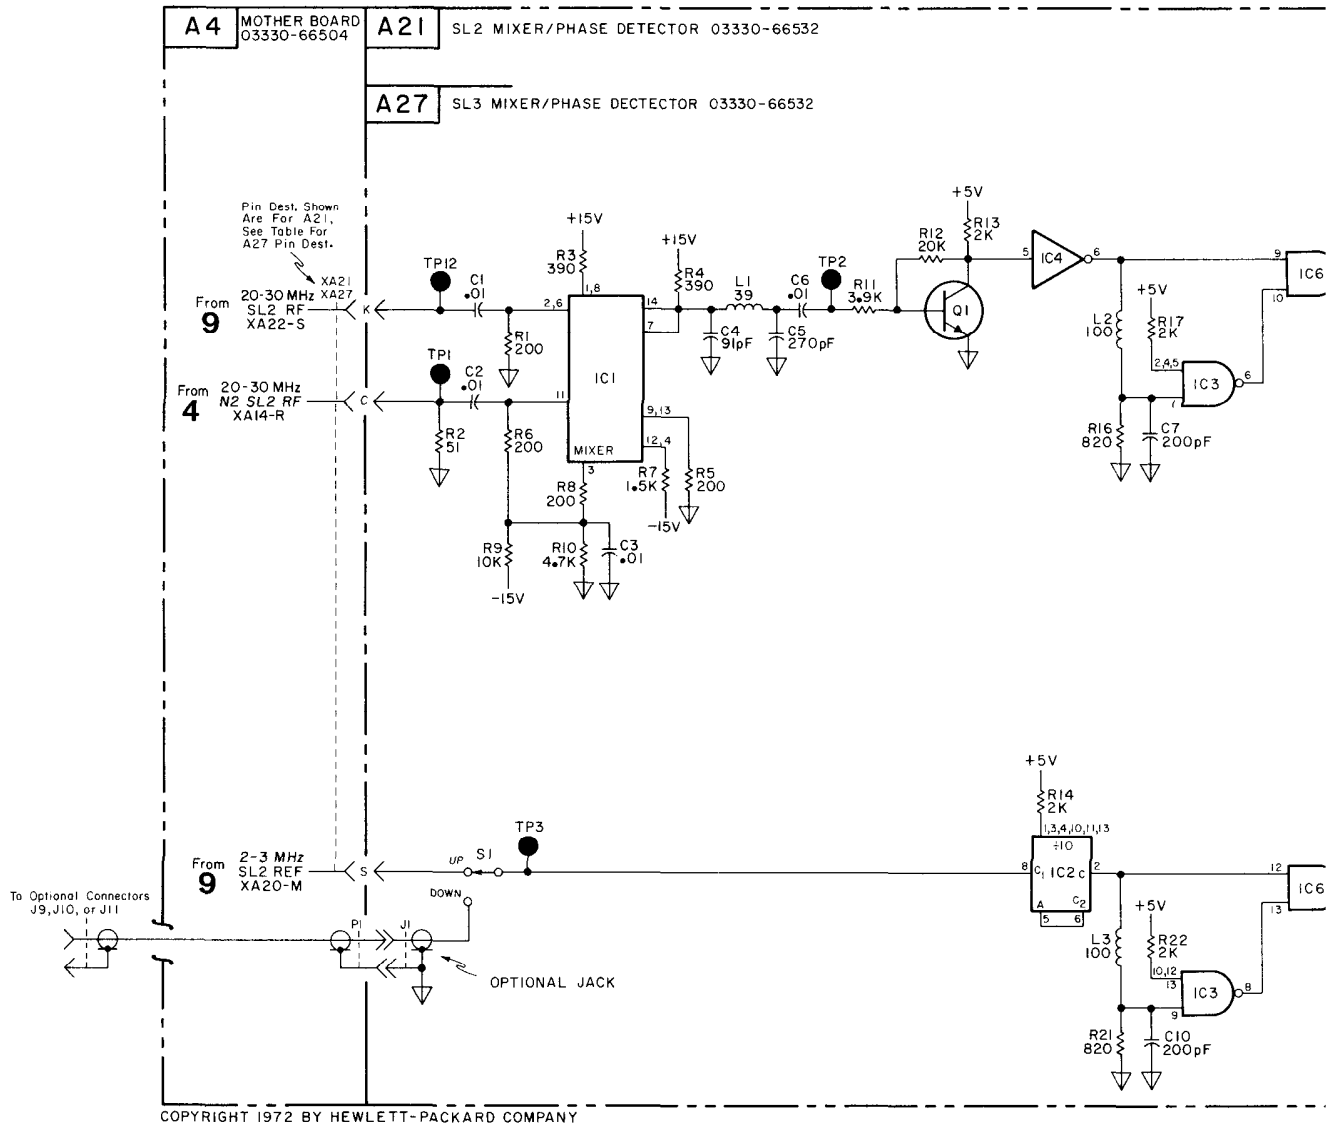 A4
MOTHER BOARD
03330-66504
A21
SL2 MIXER/PHASE DETECTOR 03330-66532
A27
SL3 MIXER/PHASE DECTECTOR 03330-66532
Pin Dest. Shown
Are For A21,
See Table For
A27 Pin Dest.
XA21
XA27
From
9
20-30 MHz
SL2 RF
XA22-S
K
TP12
C1
.01
R1
200
2,6
+15V
R3
390
1,8
14
7
+15V
R4
390
L1
39
C4
91pF
C5
270pF
C6
.01
TP2
R11
3.9K
R12
20K
+5V
R13
2K
Q1
5
IC4
6
9
IC6
10
L2
100
+5V
R17
2K
2,4,5
IC3
6
1
R16
820
C7
200pF
From
4
20-30 MHz
N2 SL2 RF
XA14-R
C
TP1
R2
51
C2
.01
R6
200
11
IC1
MIXER
9,13
12,4
3
R8
200
R7
1.5K
-15V
R5
200
R9
10K
-15V
R10
4.7K
C3
.01
From
9
2-3 MHz
SL2 REF
XA20-M
S
UP
S1
DOWN
TP3
+5V
R14
2K
1,3,4,10,11,13
÷10
8
C1
IC2
C
2
A
C2
5
6
12
IC6
13
L3
100
+5V
R22
2K
10,12
13
IC3
8
9
R21
820
C10
200pF
To Optional Connectors
J9,J10, or J11
P1
J1
OPTIONAL JACK
COPYRIGHT 1972 BY HEWLETT-PACKARD COMPANY